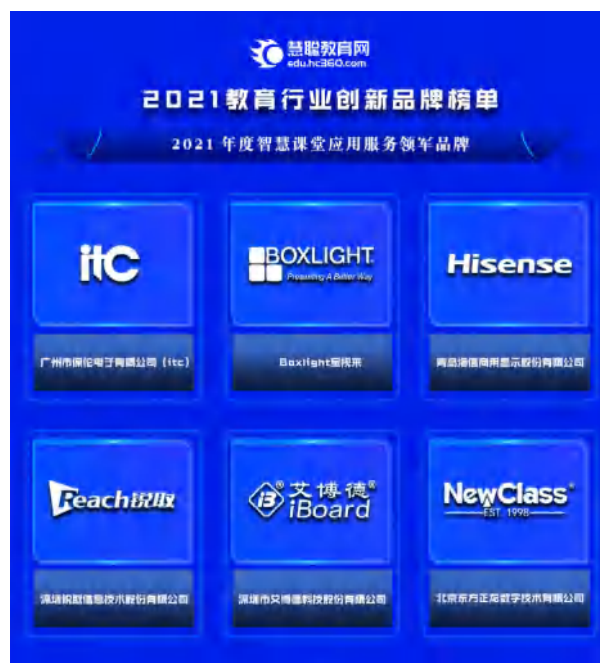 慧聪教育网
edu.hc360.com
2021教育行业创新品牌榜单
2021 年度智慧课堂应用服务领军品牌
itC
BOXLIGHT
Presenting A Better Way
Hisense
广州市保伦电子有限公司（itc）
Boxlight宝视来
青岛海信商用显示股份有限公司
Reach锐取
i3® 艾博德®
iBoard
NewClass®
EST. 1998
深圳锐取信息技术股份有限公司
深圳市艾博德科技股份有限公司
北京东方正龙数字技术有限公司